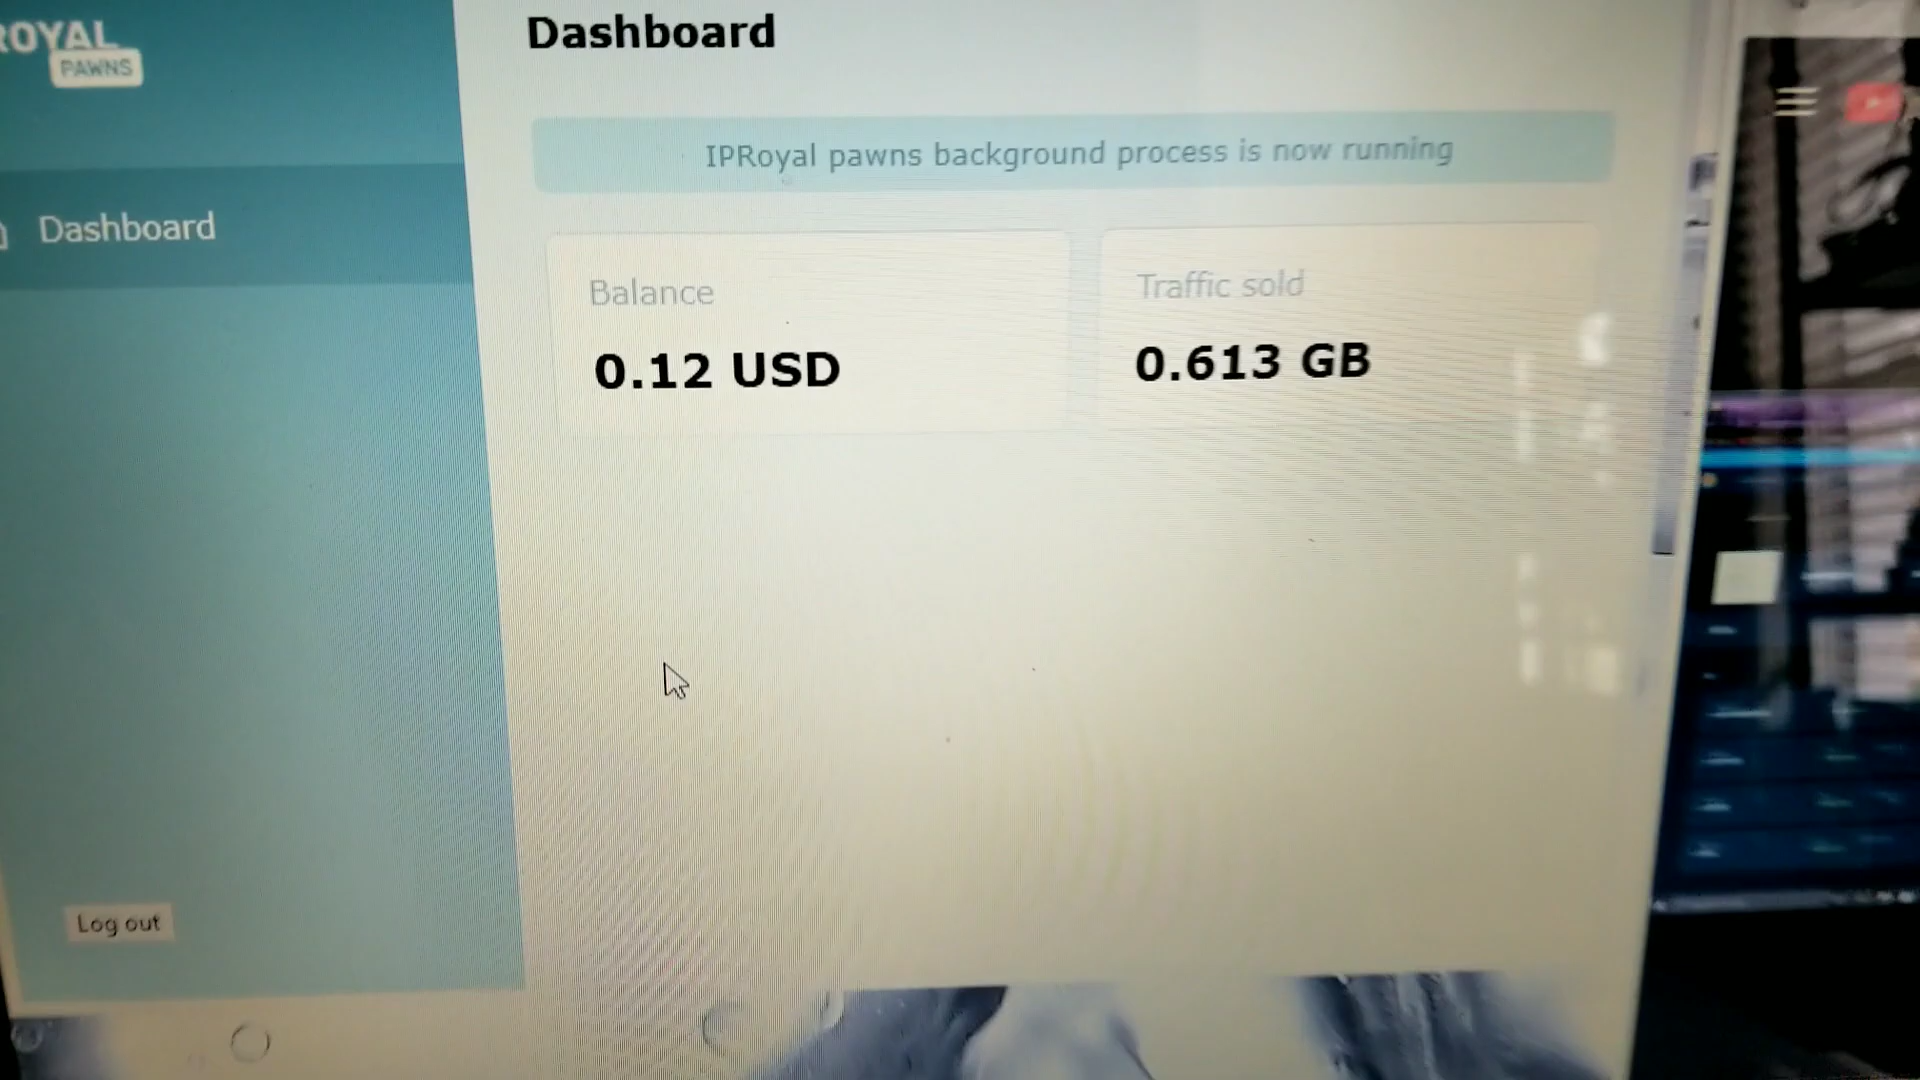 ROYAL
PAWNS
Dashboard
Log out
Dashboard
IPRoyal pawns background process is now running
Balance
0.12 USD
Traffic sold
0.613 GB